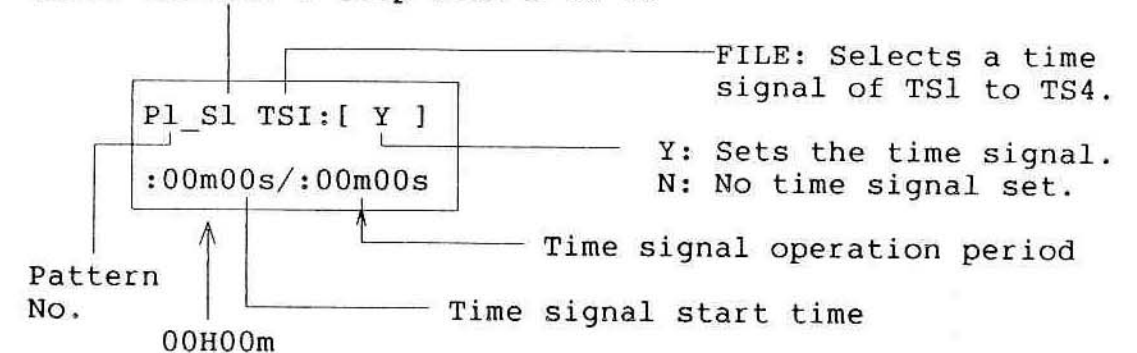 FILE: Selects a time
signal of TS1 to TS4.
P1_S1 TSI:[ Y ]
Y: Sets the time signal.
N: No time signal set.
:00m00s/:00m00s
Time signal operation period
Pattern
No.
Time signal start time
00H00m